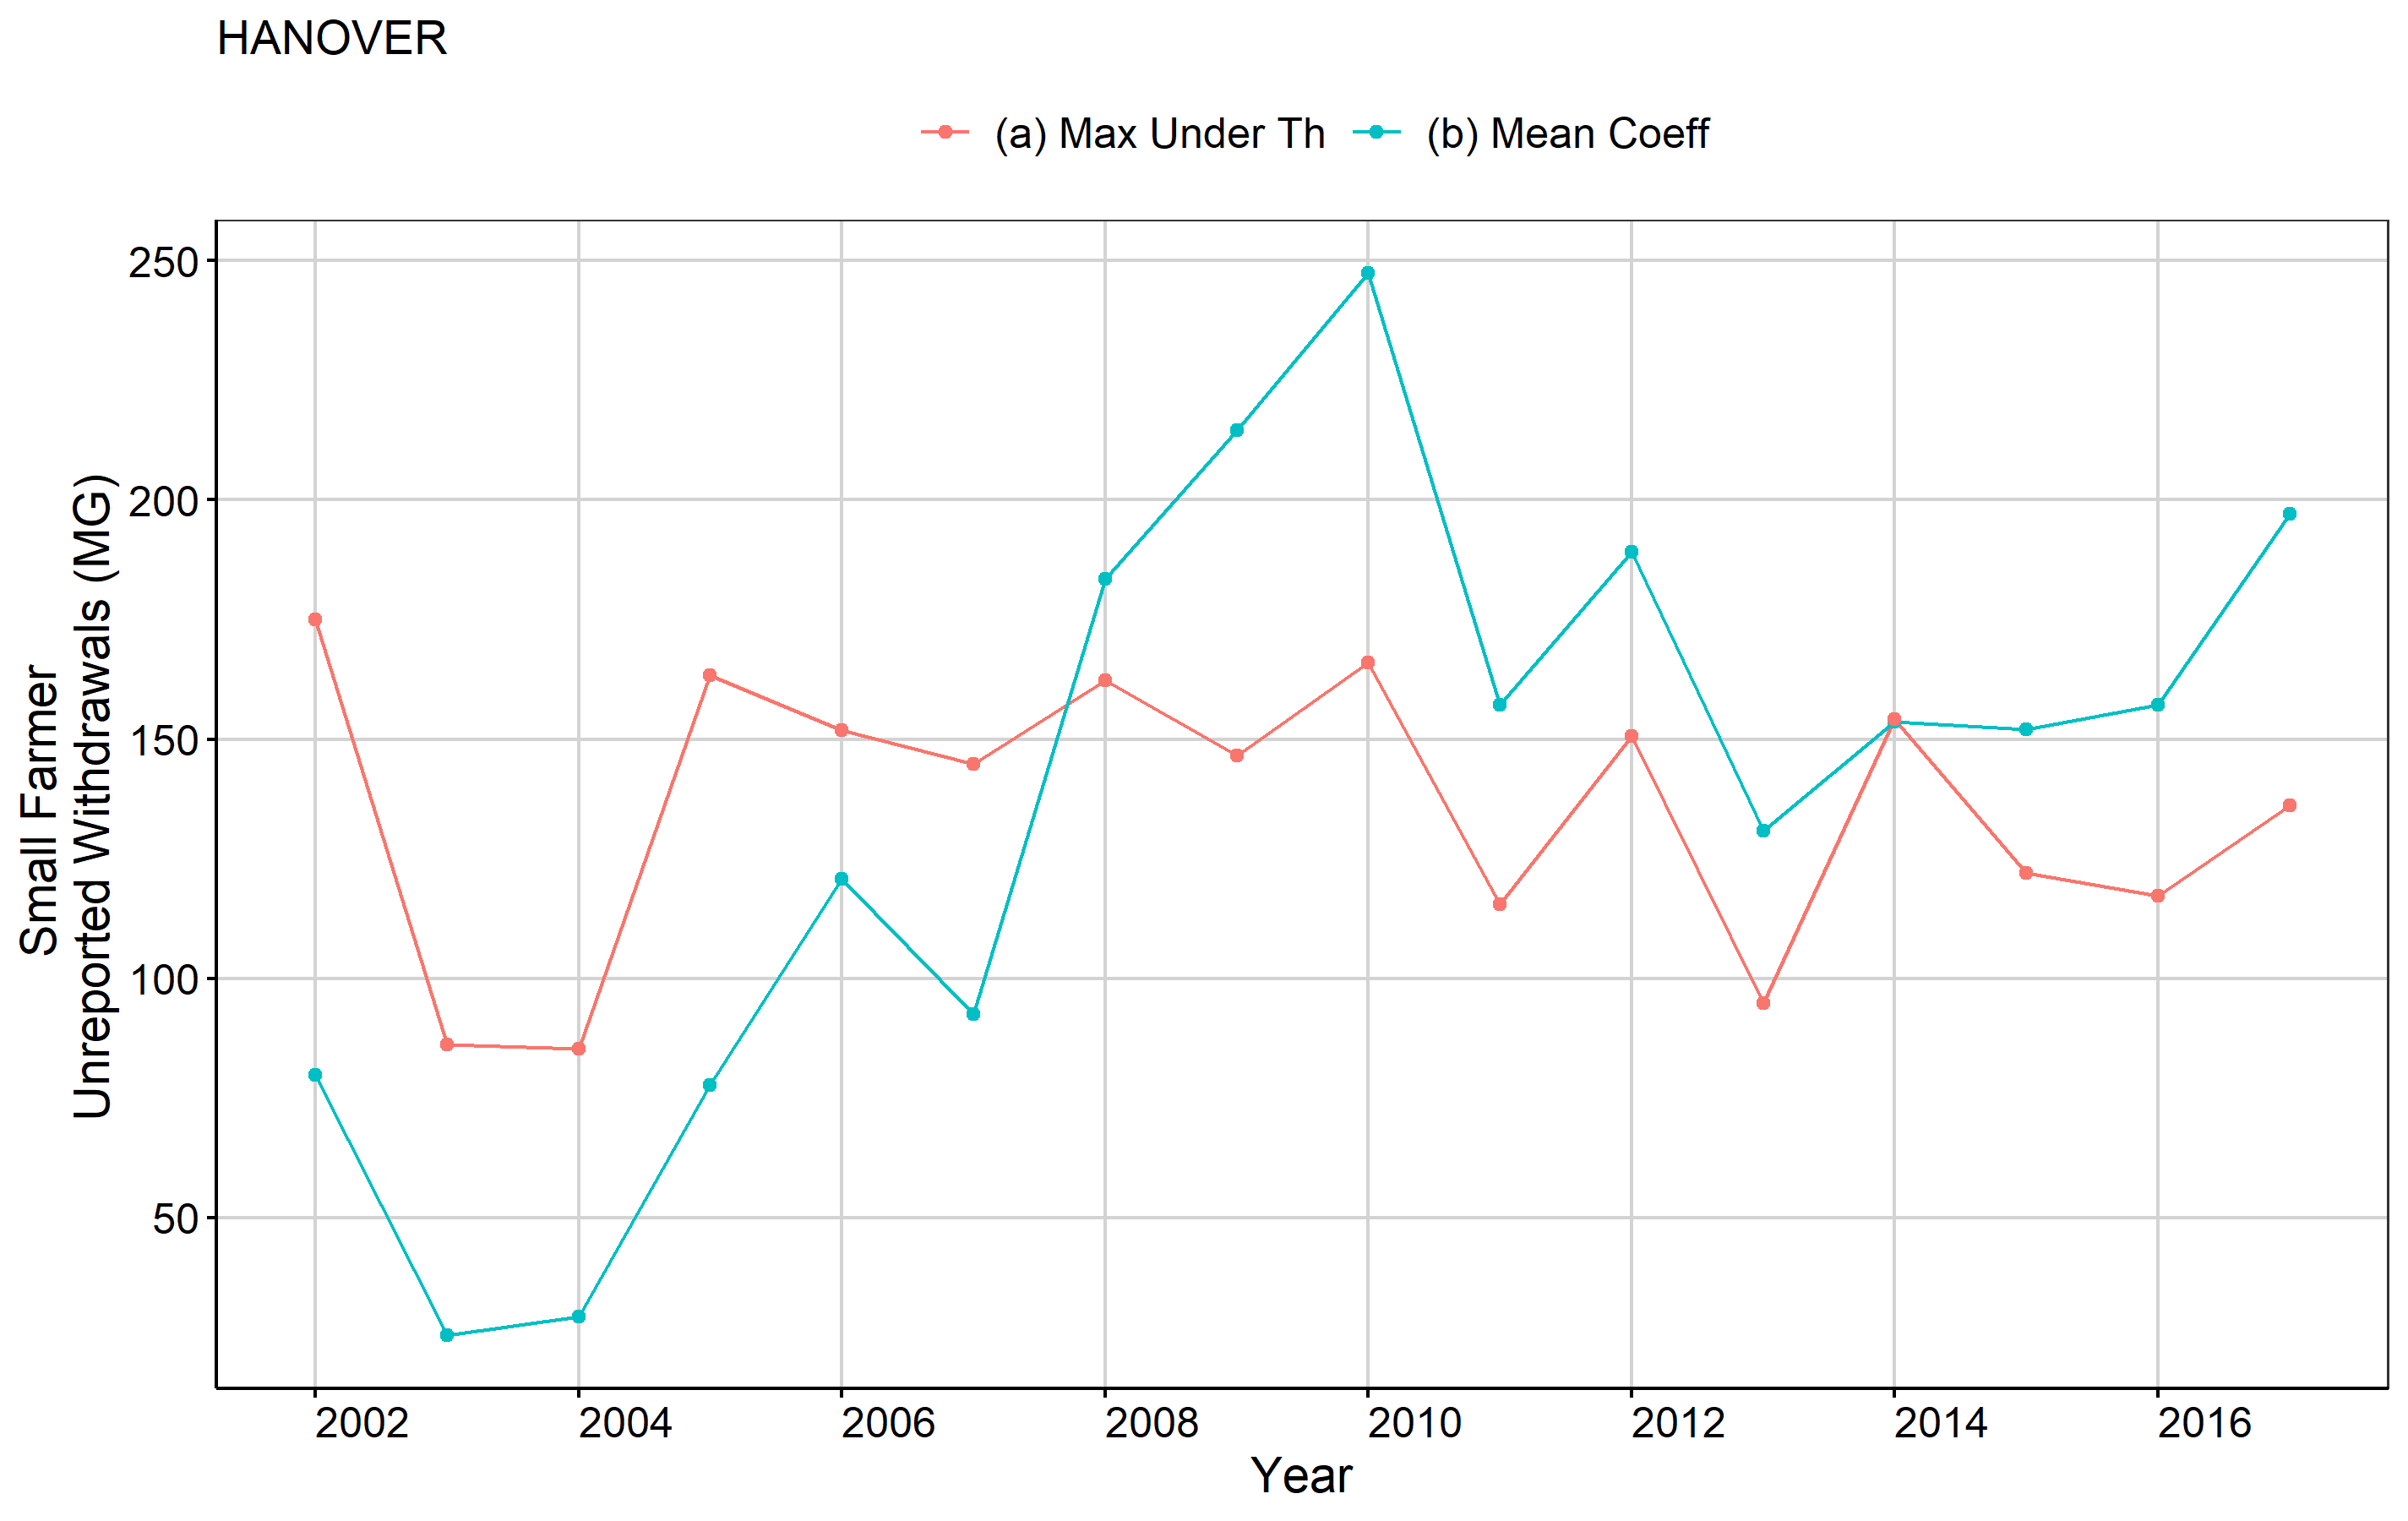 HANOVER
(a) Max Under Th (b) Mean Coeff
Small Farmer
Unreported Withdrawals (MG)
250
200
150
100
50
2002 2004 2006 2008 2010 2012 2014 2016
Year